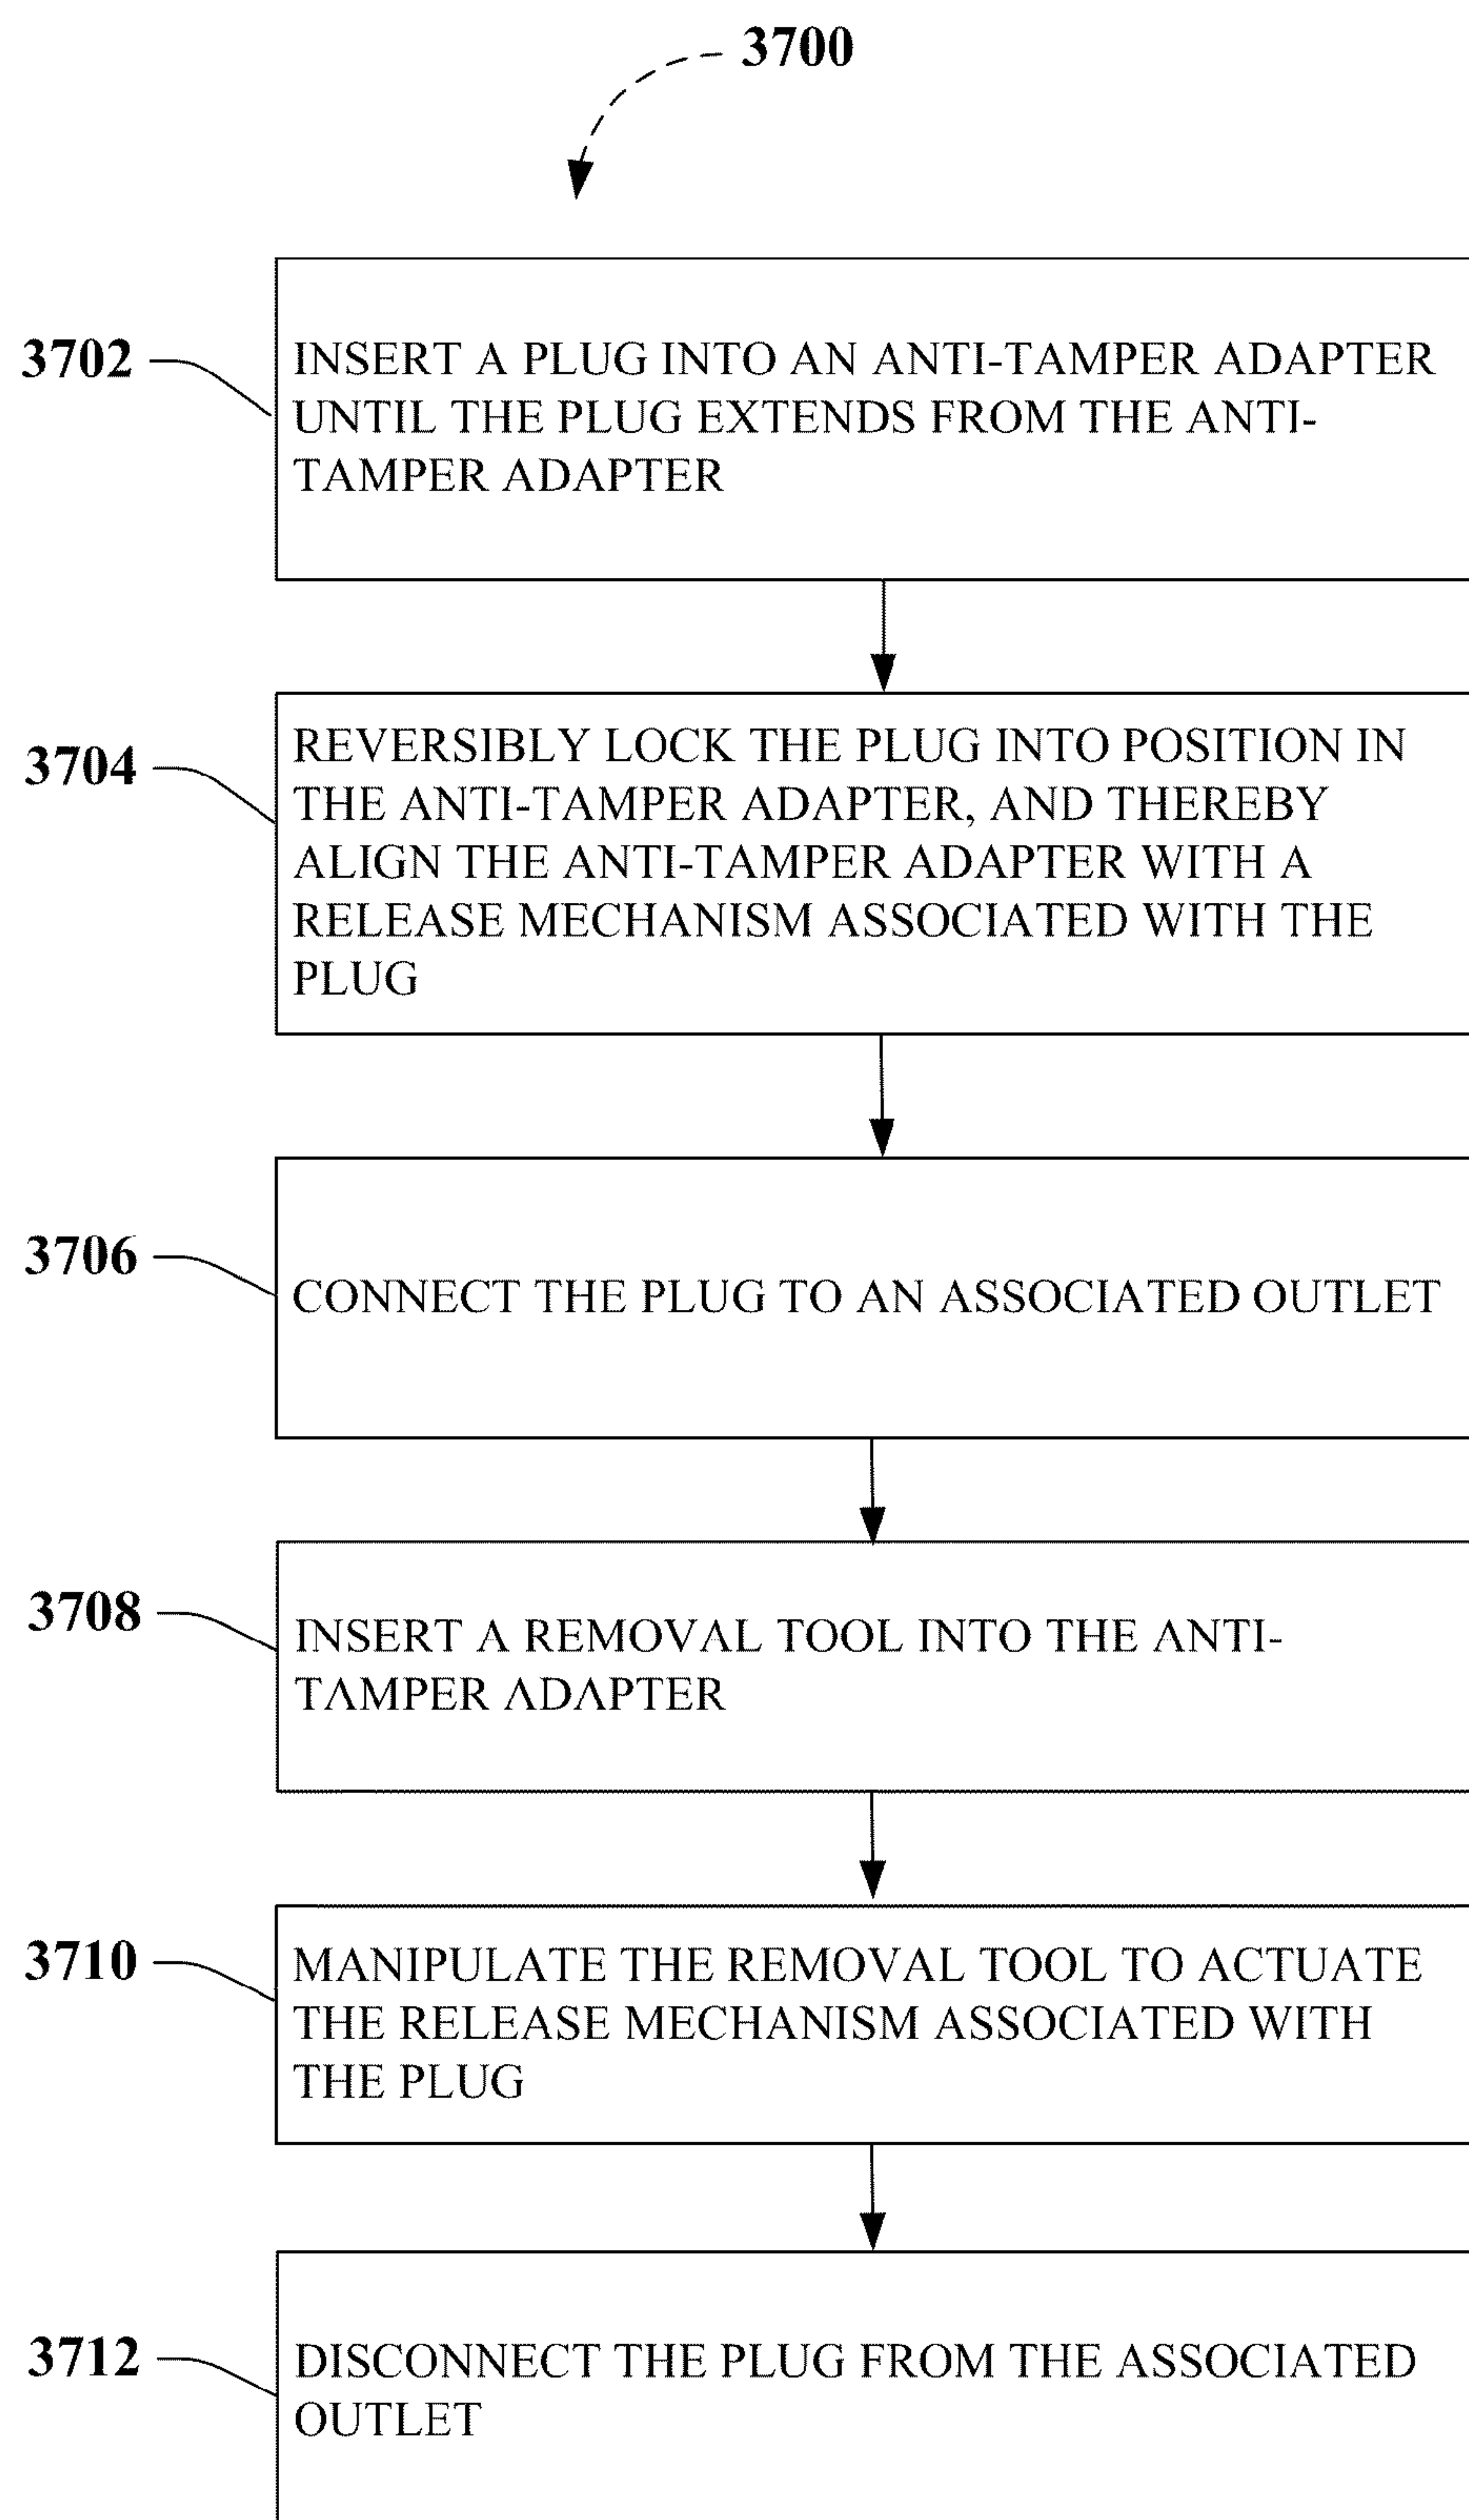 3700
3702
INSERT A PLUG INTO AN ANTI-TAMPER ADAPTER
UNTIL THE PLUG EXTENDS FROM THE ANTI-
TAMPER ADAPTER
3704
REVERSIBLY LOCK THE PLUG INTO POSITION IN
THE ANTI-TAMPER ADAPTER, AND THEREBY
ALIGN THE ANTI-TAMPER ADAPTER WITH A
RELEASE MECHANISM ASSOCIATED WITH THE
PLUG
3706
CONNECT THE PLUG TO AN ASSOCIATED OUTLET
3708
INSERT A REMOVAL TOOL INTO THE ANTI-
TAMPER ADAPTER
3710
MANIPULATE THE REMOVAL TOOL TO ACTUATE
THE RELEASE MECHANISM ASSOCIATED WITH
THE PLUG
3712
DISCONNECT THE PLUG FROM THE ASSOCIATED
OUTLET